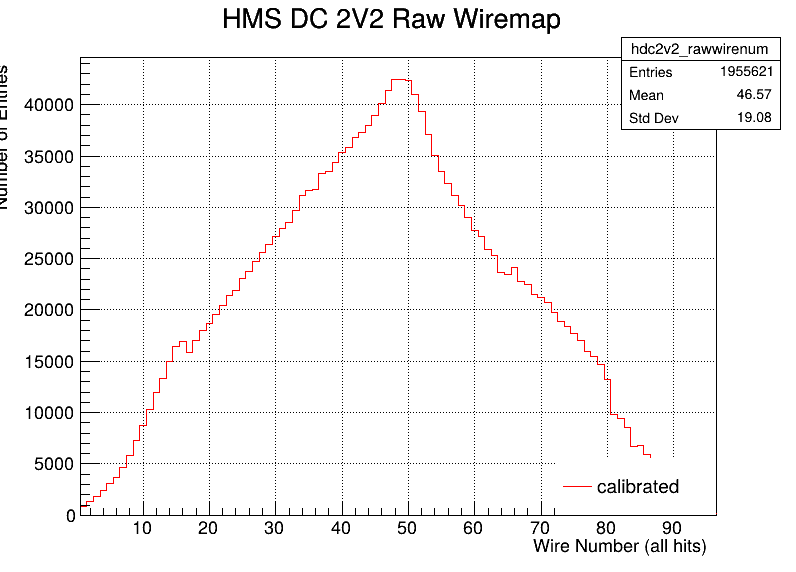 HMS DC 2V2 Raw Wiremap
hdc2v2_rawwirenum
Entries 1955621
Mean 46.57
Std Dev 19.08
Number of Entries
40000
35000
30000
25000
20000
15000
10000
5000
0
10 20 30 40 50 60 70 80 90
calibrated
Wire Number (all hits)